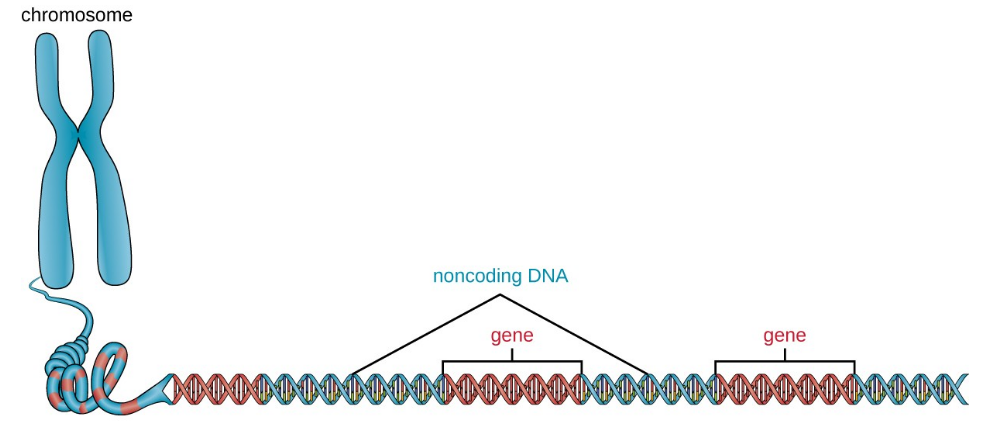 chromosome
noncoding DNA
gene
gene